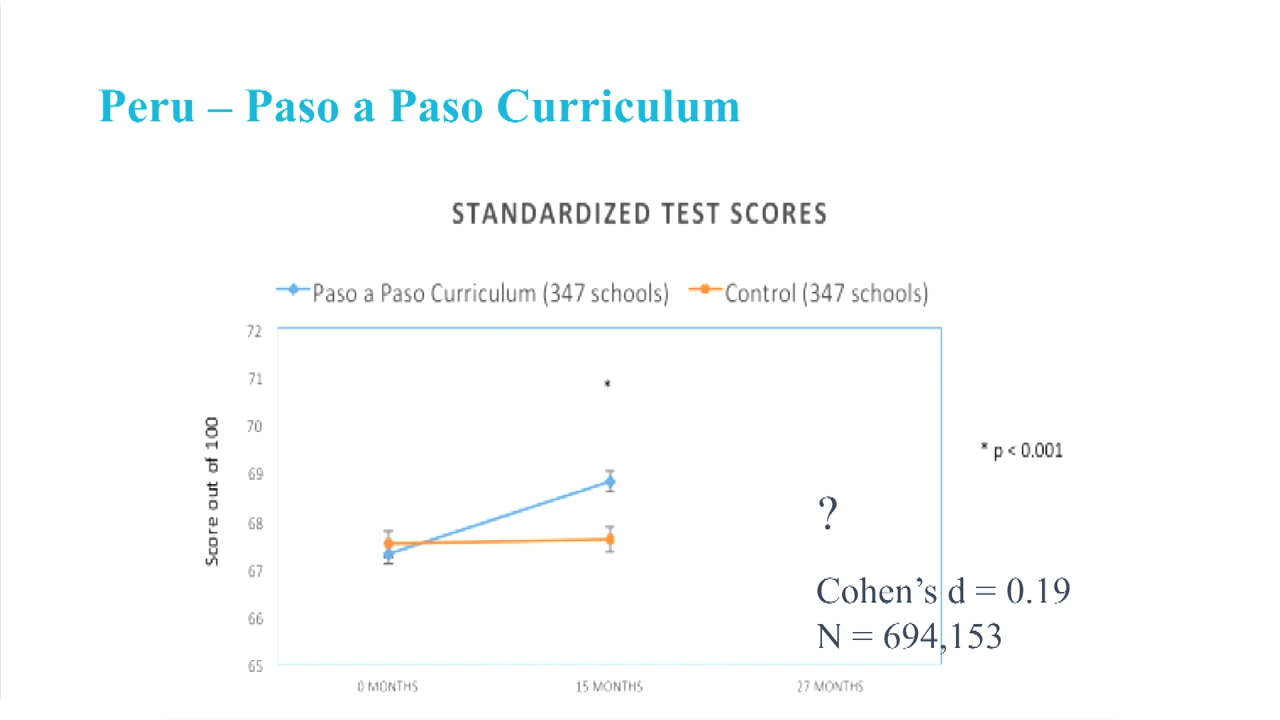 Peru – Paso a Paso Curriculum
STANDARDIZED TEST SCORES
Paso a Paso Curriculum (347 schools) Control (347 schools)
72
71
70
69
68
67
66
65
Score out of 100
*
* p < 0.001
?
Cohen’s d = 0.19
N = 694,153
0 MONTHS 15 MONTHS 27 MONTHS